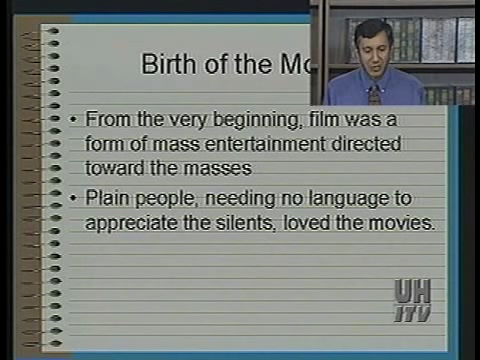 Birth of the Mo
• From the very beginning, film was a
form of mass entertainment directed
toward the masses
• Plain people, needing no language to
appreciate the silents, loved the movies.
UH
ITV